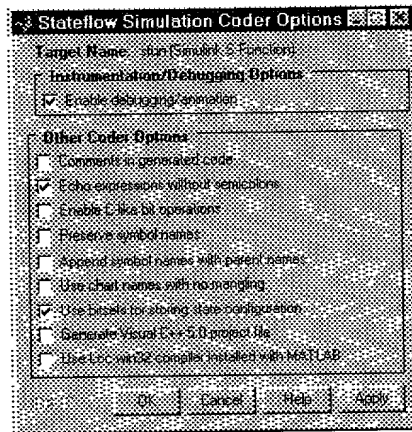 Stateflow Simulation Coder Options
Target Name: sfun (Simulink S-Function)
Instrumentation/Debugging Options
Enable debugging/animation
Other Coder Options
Comments in generated code
Echo expressions without semicolons
Enable C-like bit operations
Preserve symbol names
Append symbol names with parent names
Use chart names with no mangling
Use bitsets for storing state configuration
Generate Visual C++ 5.0 project file
Use Lcc-win32 compiler installed with MATLAB
OK Cancel Help Apply